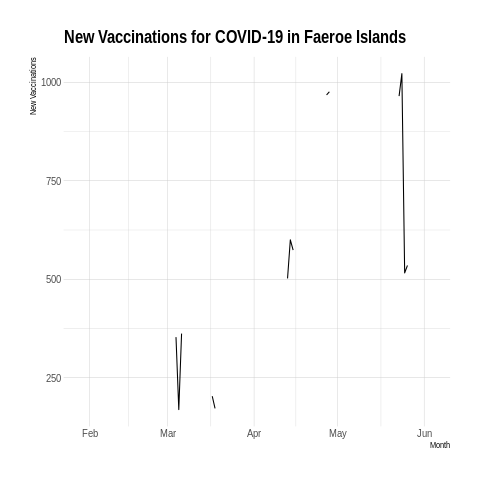 New Vaccinations for COVID-19 in Faeroe Islands
New Vaccinations
1000
750
500
250
Feb Mar Apr May Jun
Month